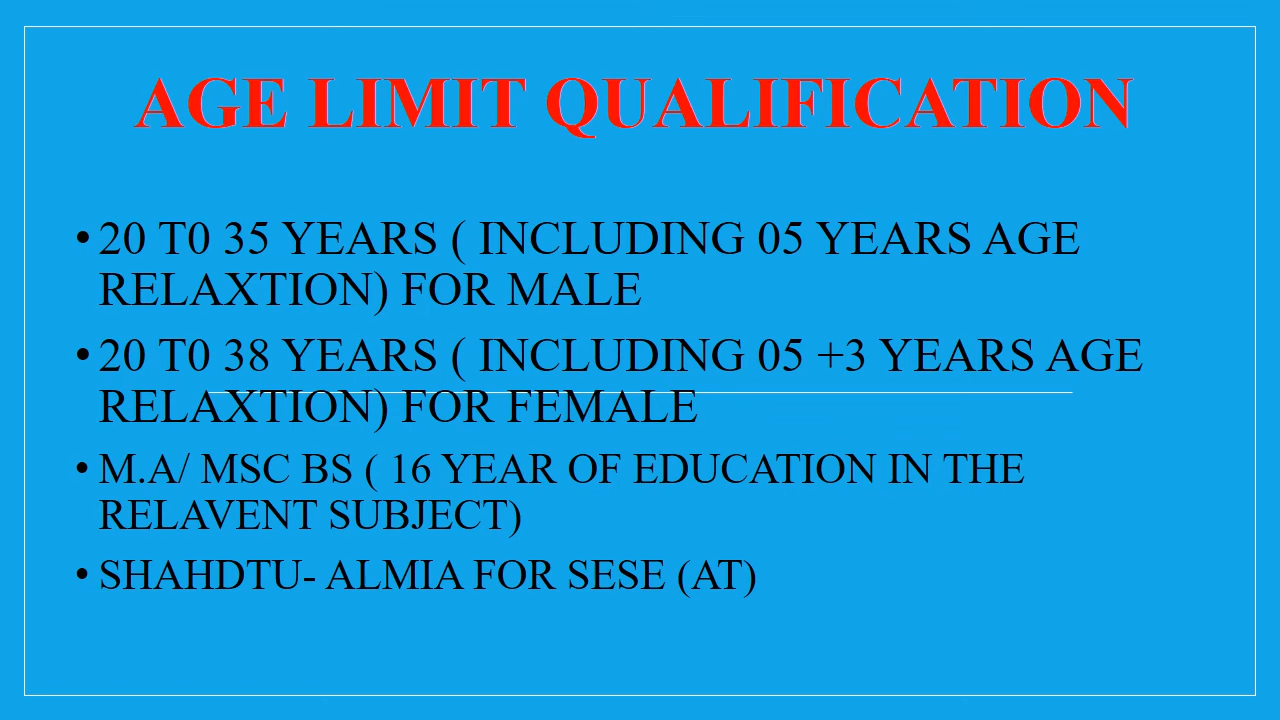 AGE LIMIT QUALIFICATION
• 20 T0 35 YEARS ( INCLUDING 05 YEARS AGE
RELAXTION) FOR MALE
• 20 T0 38 YEARS ( INCLUDING 05 +3 YEARS AGE
RELAXTION) FOR FEMALE
• M.A/ MSC BS ( 16 YEAR OF EDUCATION IN THE
RELAVENT SUBJECT)
• SHAHDTU- ALMIA FOR SESE (AT)